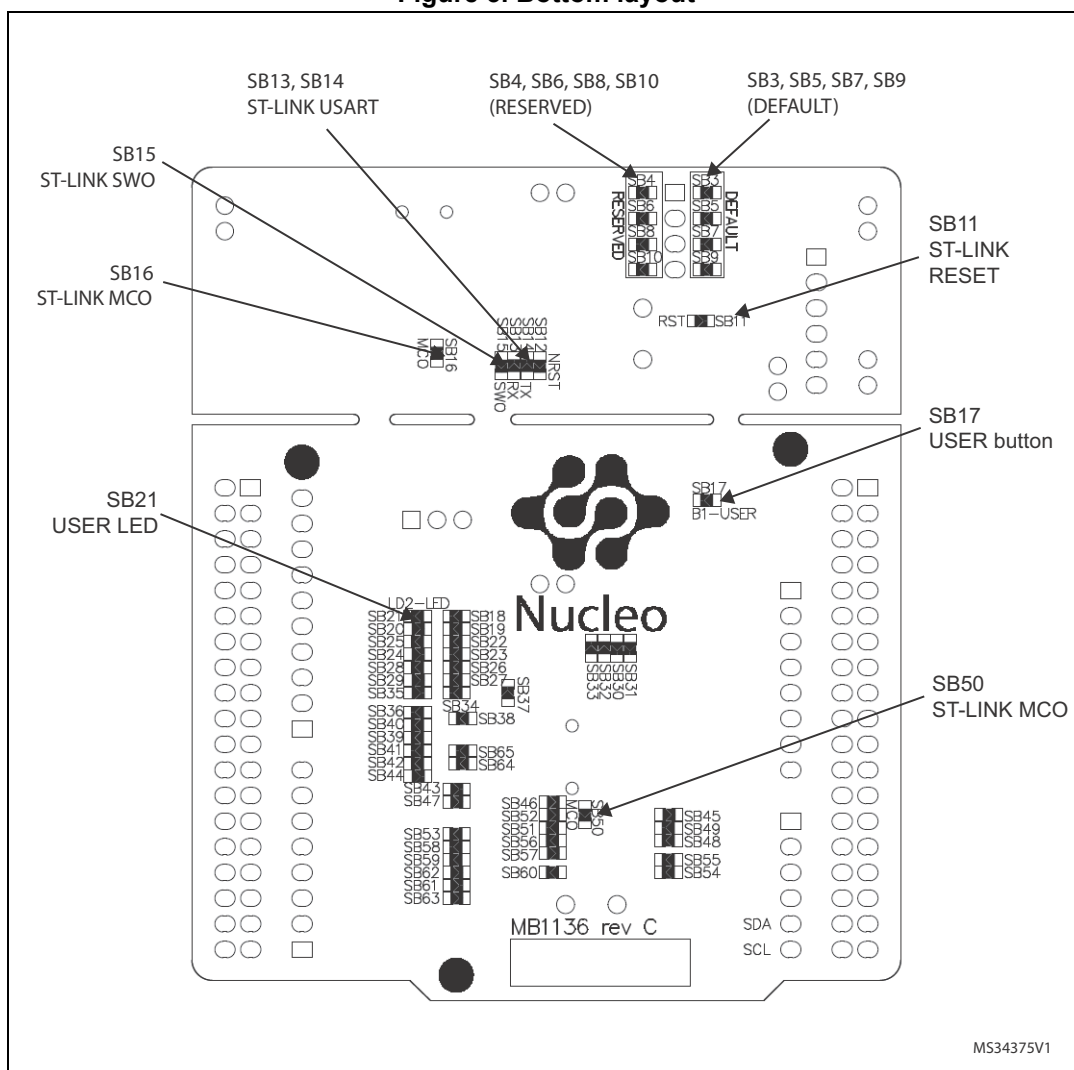 SB13, SB14
ST-LINK USART
SB4, SB6, SB8, SB10
(RESERVED)
SB3, SB5, SB7, SB9
(DEFAULT)
SB15
ST-LINK SWO
SB16
ST-LINK MCO
SB11
ST-LINK
RESET
SB4
SB6
SB8
SB10
RESERVED
SB3
SB5
SB7
SB9
DEFAULT
RST SB11
MCO
SB16
SB15
SB13
SB14
SB12
SWO
RX
TX
NRST
SB17
USER button
SB17
B1-USER
SB21
USER LED
Nucleo
LD2-LED
SB21 SB18
SB20 SB19
SB25 SB22
SB24 SB23
SB28 SB26
SB29 SB27
SB35
SB34
SB37
SB33
SB32
SB30
SB31
SB36 SB38
SB40
SB39
SB41 SB65
SB42 SB64
SB44
SB50
ST-LINK MCO
SB43
SB47
SB46
SB52
SB51
SB56
SB57
SB60
MCO
SB50
SB45
SB49
SB48
SB55
SB54
SB53
SB58
SB59
SB62
SB61
SB63
MB1136 rev C
SDA
SCL
MS34375V1